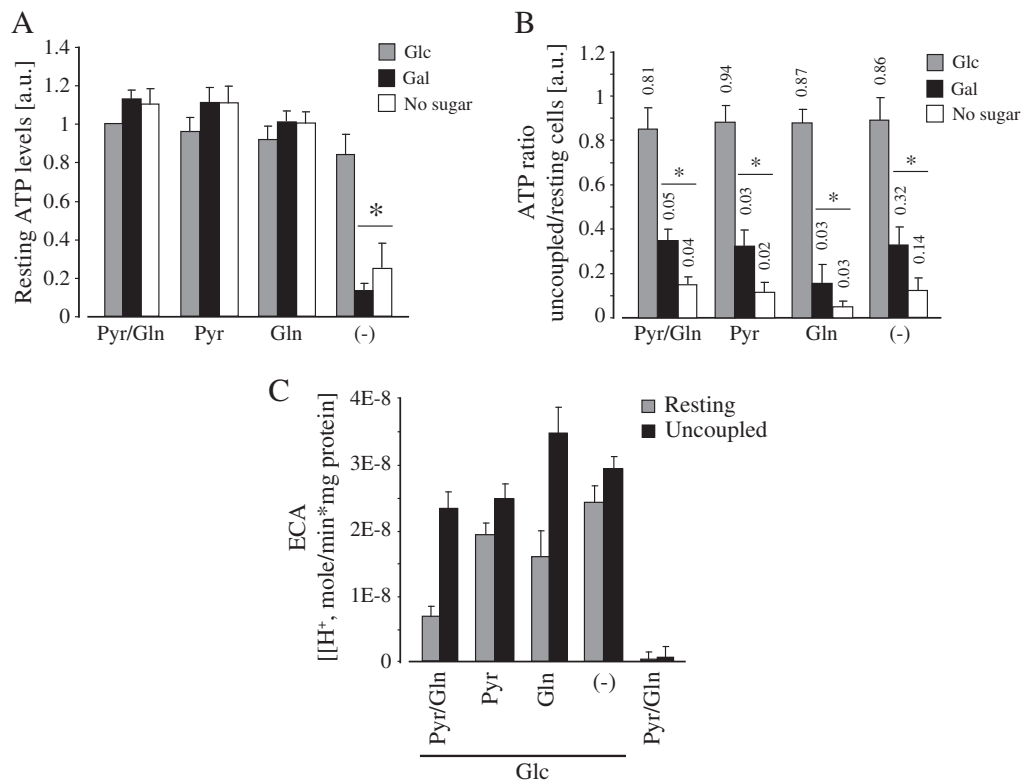 A
Resting ATP levels [a.u.]
1.4
1.2
1
0.8
0.6
0.4
0.2
0
Glc
Gal
No sugar
*
Pyr/Gln Pyr Gln (-)
B
ATP ratio
uncoupled/resting cells [a.u.]
1.2
1
0.8
0.6
0.4
0.2
0
Glc
Gal
No sugar
0.81 0.94 0.87 0.86
* * * *
0.05 0.03 0.03 0.32
0.04 0.02 0.03 0.14
Pyr/Gln Pyr Gln (-)
C
ECA
[[H+, mole/min*mg protein]
4E-8
3E-8
2E-8
1E-8
0
Resting
Uncoupled
Pyr/Gln Pyr Gln (-) Pyr/Gln
Glc